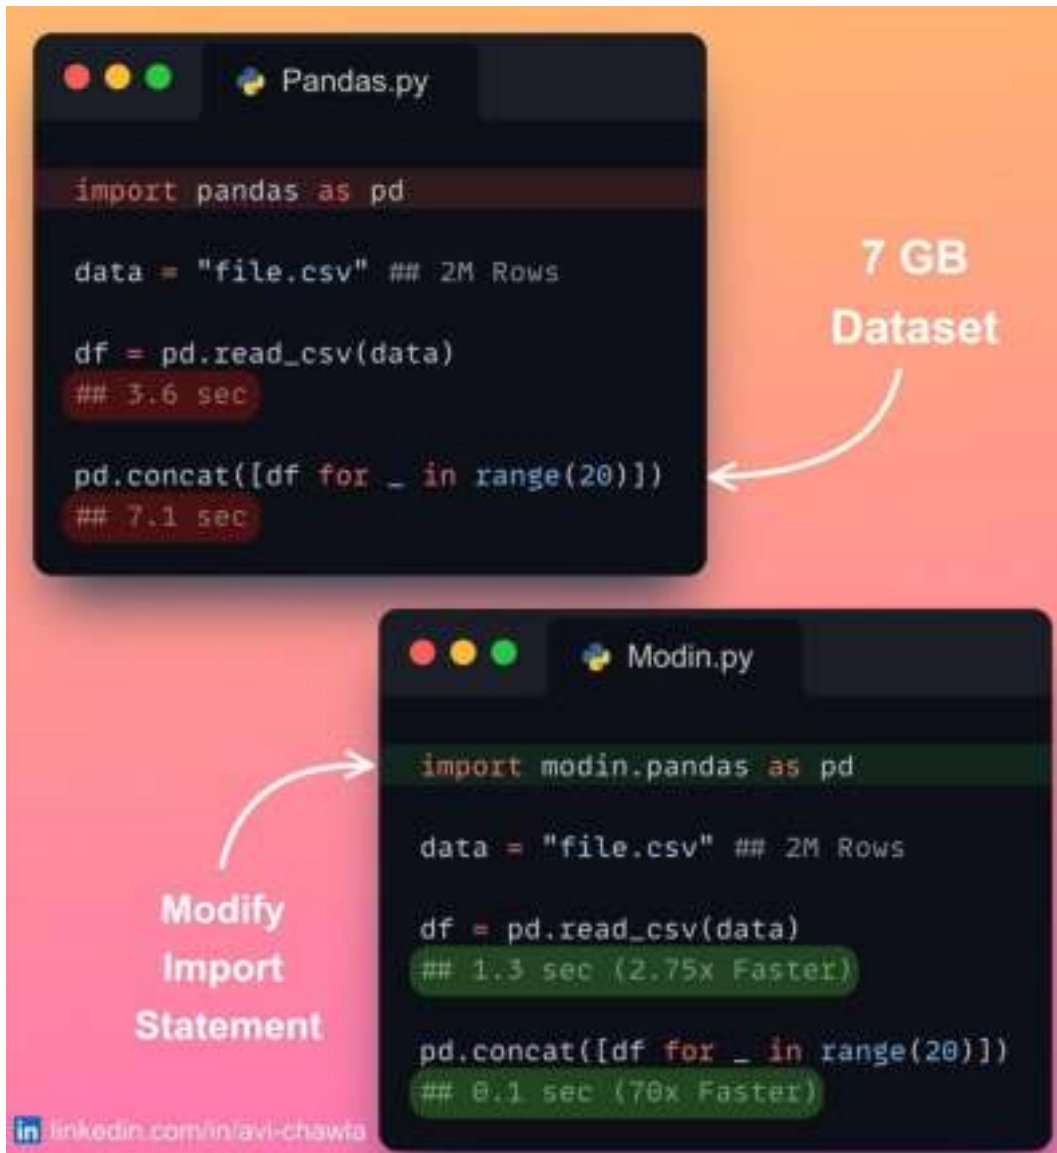 Pandas.py
import pandas as pd
data = "file.csv" ## 2M Rows
df = pd.read_csv(data)
## 3.6 sec
pd.concat([df for _ in range(20)])
## 7.1 sec
7 GB
Dataset
Modin.py
import modin.pandas as pd
data = "file.csv" ## 2M Rows
df = pd.read_csv(data)
## 1.3 sec (2.75x Faster)
pd.concat([df for _ in range(20)])
## 0.1 sec (70x Faster)
Modify
Import
Statement
in linkedin.com/in/avi-chawla